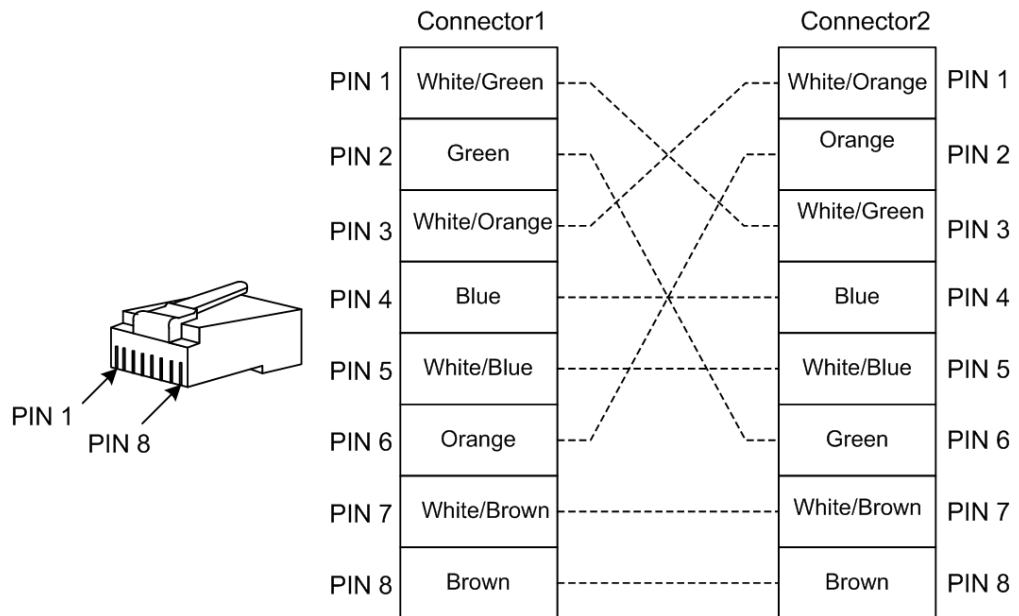 Connector1 Connector2
PIN 1 White/Green White/Orange PIN 1
PIN 2 Green Orange PIN 2
PIN 3 White/Orange White/Green PIN 3
PIN 4 Blue Blue PIN 4
PIN 5 White/Blue White/Blue PIN 5
PIN 6 Orange Green PIN 6
PIN 7 White/Brown White/Brown PIN 7
PIN 8 Brown Brown PIN 8
PIN 1
PIN 8